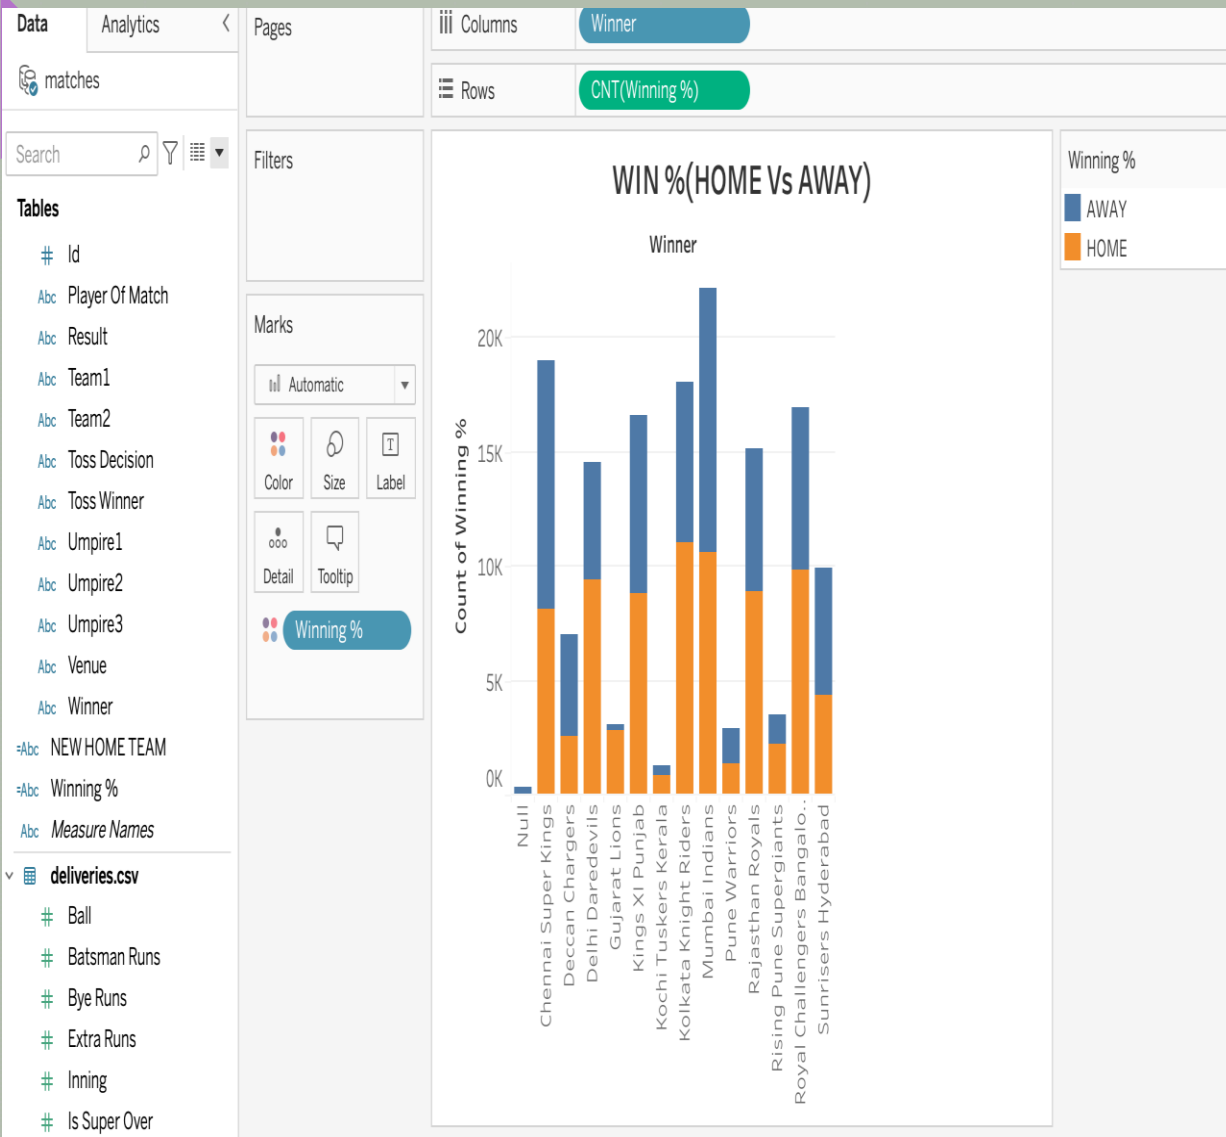 Data
Analytics
matches
Search
Tables
Id
Abc Player Of Match
Abc Result
Abc Team1
Abc Team2
Abc Toss Decision
Abc Toss Winner
Abc Umpire1
Abc Umpire2
Abc Umpire3
Abc Venue
Abc Winner
=Abc NEW HOME TEAM
=Abc Winning %
Abc Measure Names
deliveries.csv
Ball
Batsman Runs
Bye Runs
Extra Runs
Inning
Is Super Over
Pages
Filters
Marks
Automatic
Color
Size
Label
Detail
Tooltip
Winning %
Columns
Winner
Rows
CNT(Winning %)
WIN %(HOME Vs AWAY)
Winner
Count of Winning %
20K
15K
10K
5K
0K
Null
Chennai Super Kings
Deccan Chargers
Delhi Daredevils
Gujarat Lions
Kings XI Punjab
Kochi Tuskers Kerala
Kolkata Knight Riders
Mumbai Indians
Pune Warriors
Rajasthan Royals
Rising Pune Supergiants
Royal Challengers Bangalo..
Sunrisers Hyderabad
Winning %
AWAY
HOME